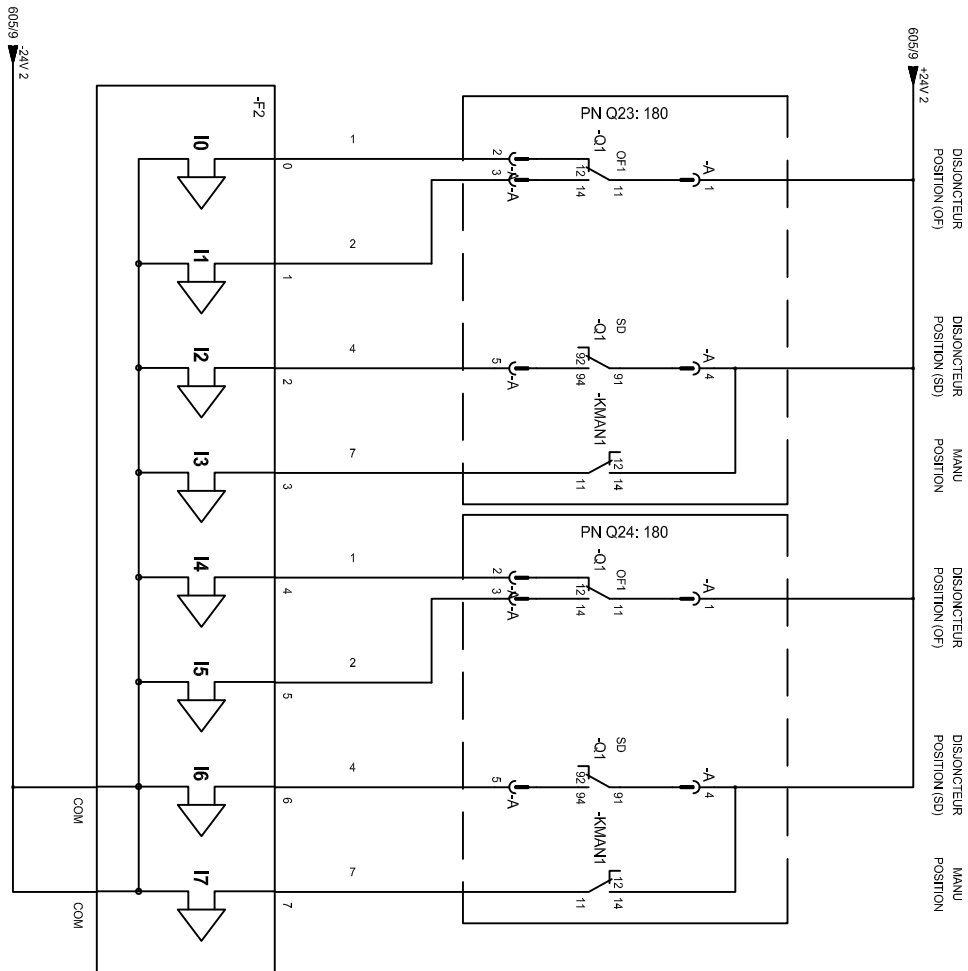 605/9
+24V 2
DISJONCTEUR
POSITION (OF)
DISJONCTEUR
POSITION (SD)
MANU
POSITION
DISJONCTEUR
POSITION (OF)
DISJONCTEUR
POSITION (SD)
MANU
POSITION
PN Q23: 180
-A
1
-Q1
OF1
11
12
14
2
3
-A
-A
-A
4
-Q1
SD
91
92
94
5
-A
-KMAN1
12
14
11
PN Q24: 180
-A
1
-Q1
OF1
11
12
14
2
3
-A
-A
-A
4
-Q1
SD
91
92
94
5
-A
-KMAN1
12
14
11
1
2
4
7
1
2
4
7
-F2
0
1
2
3
4
5
6
7
I0
I1
I2
I3
I4
I5
I6
I7
COM
COM
605/9
-24V 2